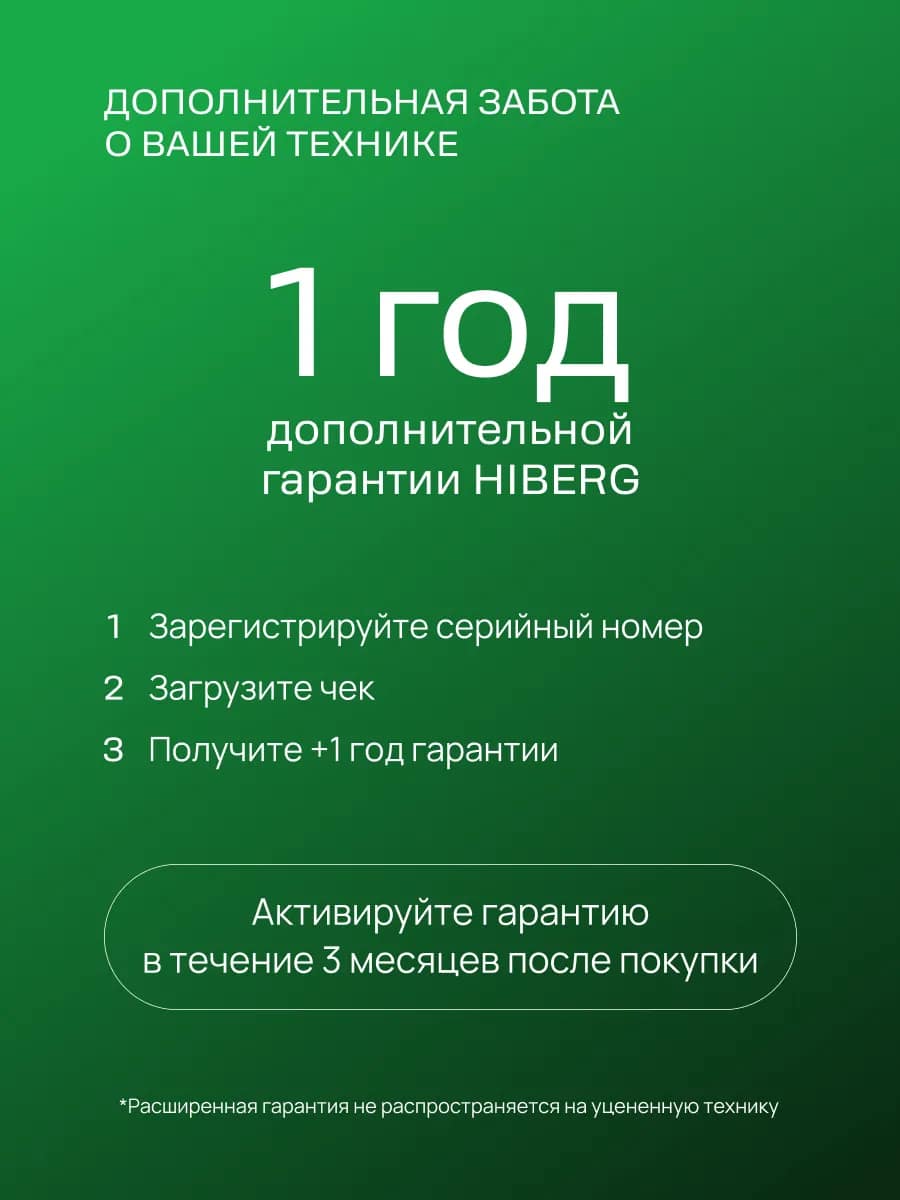 ДОПОЛНИТЕЛЬНАЯ ЗАБОТА
О ВАШЕЙ ТЕХНИКЕ
1 год
дополнительной
гарантии HIBERG
1 Зарегистрируйте серийный номер
2 Загрузите чек
3 Получите +1 год гарантии
Активируйте гарантию
в течение 3 месяцев после покупки
*Расширенная гарантия не распространяется на уцененную технику